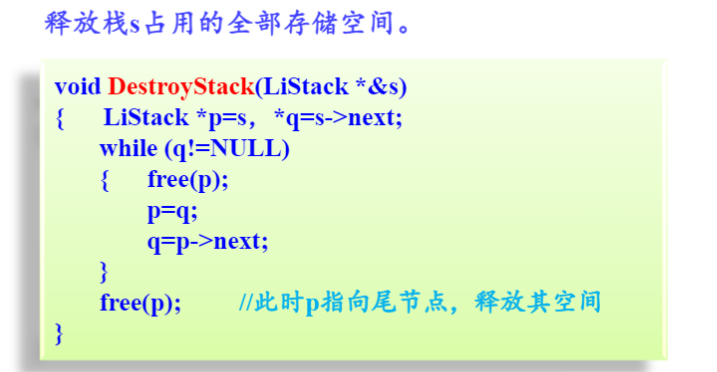 释放栈s占用的全部存储空间。
void DestroyStack(LiStack *&s)
{ LiStack *p=s，*q=s->next;
while (q!=NULL)
{ free(p);
p=q;
q=p->next;
}
free(p); //此时p指向尾节点，释放其空间
}